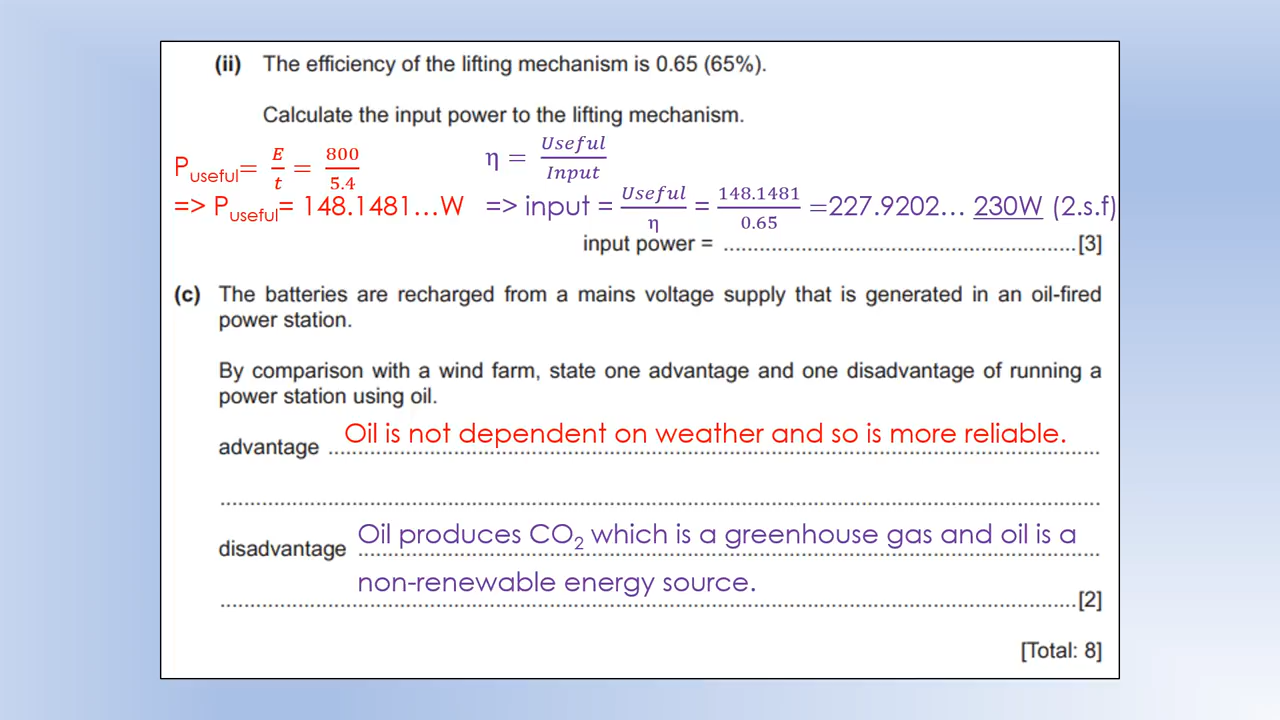 (ii) The efficiency of the lifting mechanism is 0.65 (65%).
Calculate the input power to the lifting mechanism.
P_useful = E/t = 800/5.4
η = Useful/Input
=> P_useful = 148.1481…W
=> input = Useful/η = 148.1481/0.65 =227.9202… 230W (2.s.f)
input power = ........................................................... [3]
(c) The batteries are recharged from a mains voltage supply that is generated in an oil-fired
power station.
By comparison with a wind farm, state one advantage and one disadvantage of running a
power station using oil.
Oil is not dependent on weather and so is more reliable.
advantage ...........................................................
...........................................................
Oil produces CO₂ which is a greenhouse gas and oil is a
disadvantage ...........................................................
non-renewable energy source.
...........................................................[2]
[Total: 8]